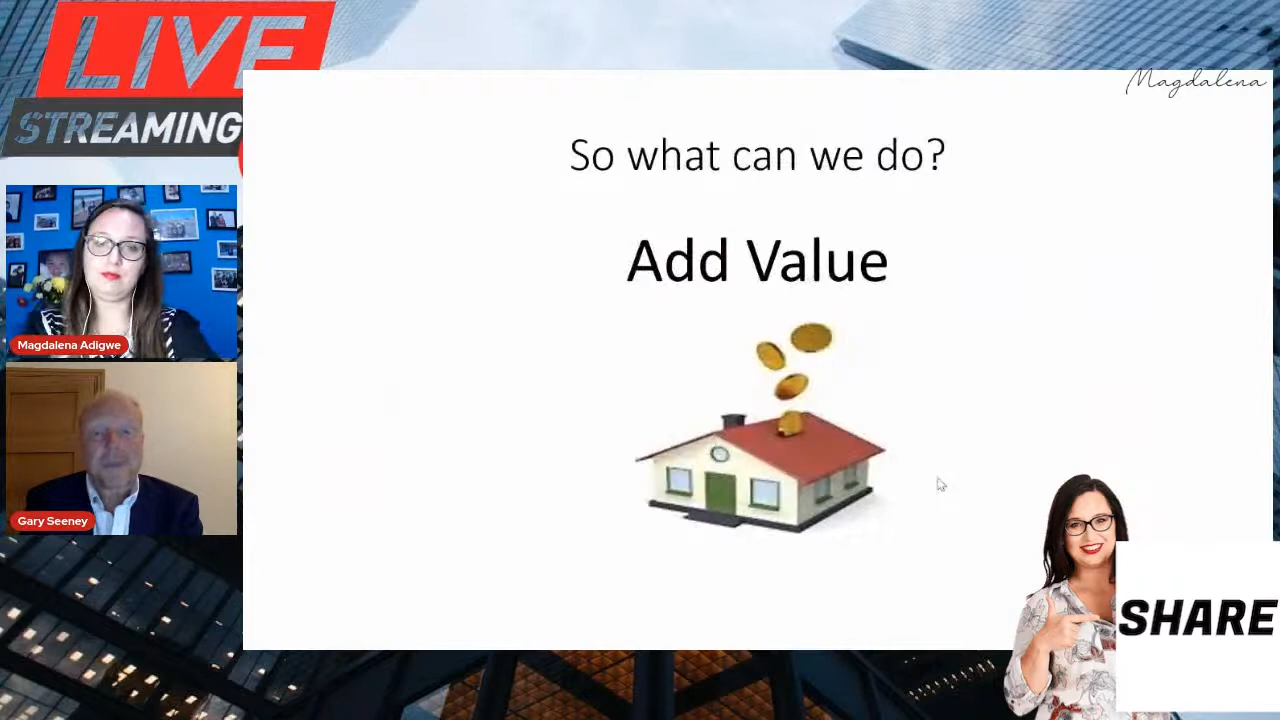 LIVE
STREAMING
Magdalena
So what can we do?
Add Value
Magdalena Adigwe
Gary Seeney
SHARE